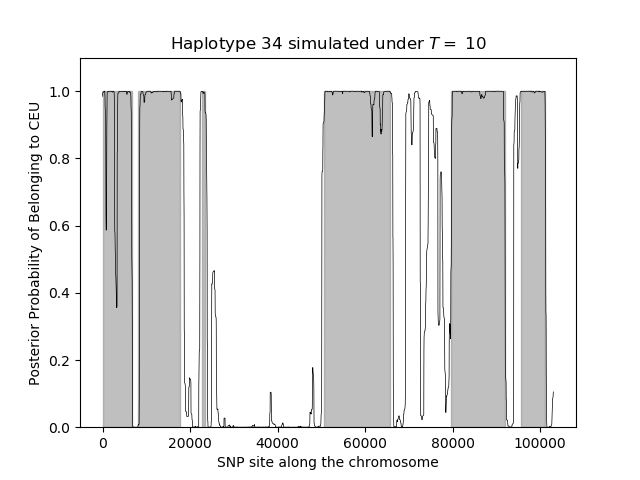 Haplotype 34 simulated under T = 10
Posterior Probability of Belonging to CEU
1.0
0.8
0.6
0.4
0.2
0.0
0 20000 40000 60000 80000 100000
SNP site along the chromosome